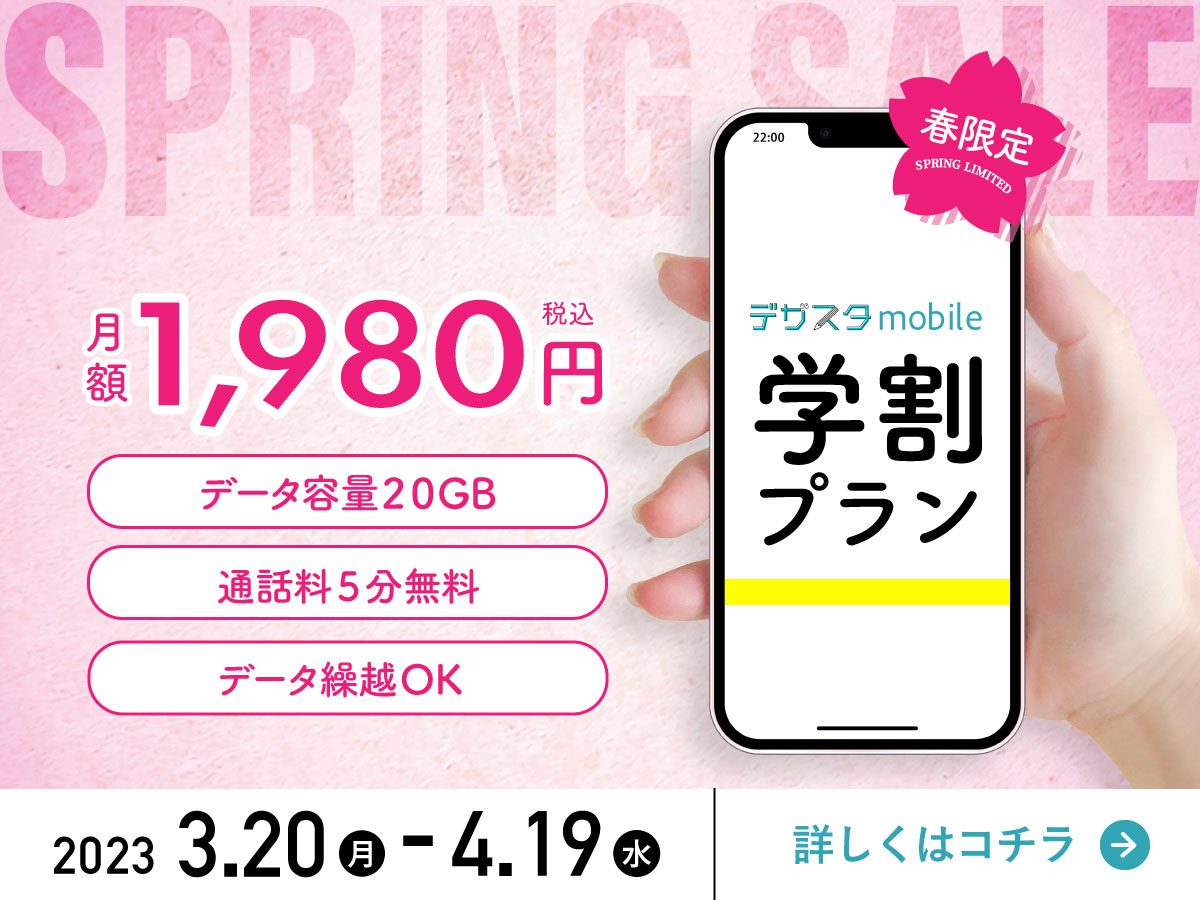 SPRING SALE
春限定
SPRING LIMITED
22:00
デザスタmobile
学割
プラン
月額1,980円
税込
データ容量20GB
通話料5分無料
データ繰越OK
2023 3.20月-4.19水
詳しくはコチラ